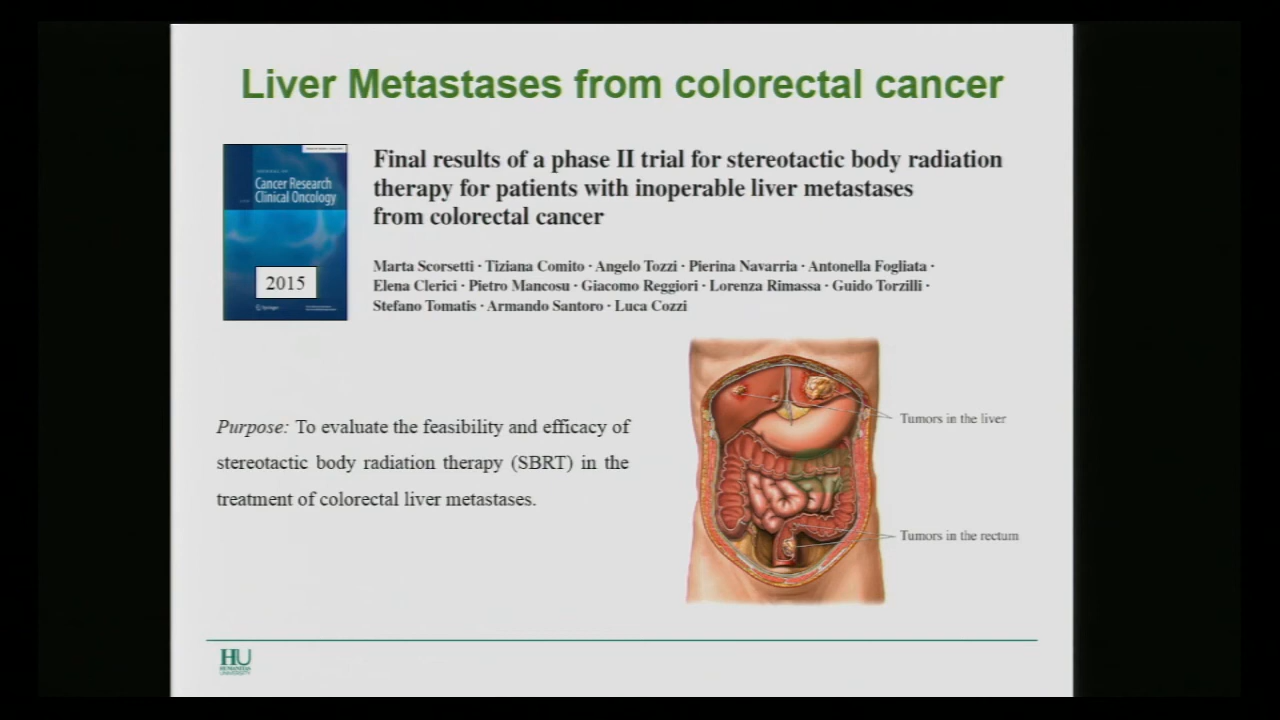 Liver Metastases from colorectal cancer
Cancer Research
Clinical Oncology
2015
Springer
Final results of a phase II trial for stereotactic body radiation
therapy for patients with inoperable liver metastases
from colorectal cancer
Marta Scorsetti · Tiziana Comito · Angelo Tozzi · Pierina Navarria · Antonella Fogliata ·
Elena Clerici · Pietro Mancosu · Giacomo Reggiori · Lorenza Rimassa · Guido Torzilli ·
Stefano Tomatis · Armando Santoro · Luca Cozzi
Purpose: To evaluate the feasibility and efficacy of
stereotactic body radiation therapy (SBRT) in the
treatment of colorectal liver metastases.
Tumors in the liver
Tumors in the rectum
HU
HUMANITAS
UNIVERSITY